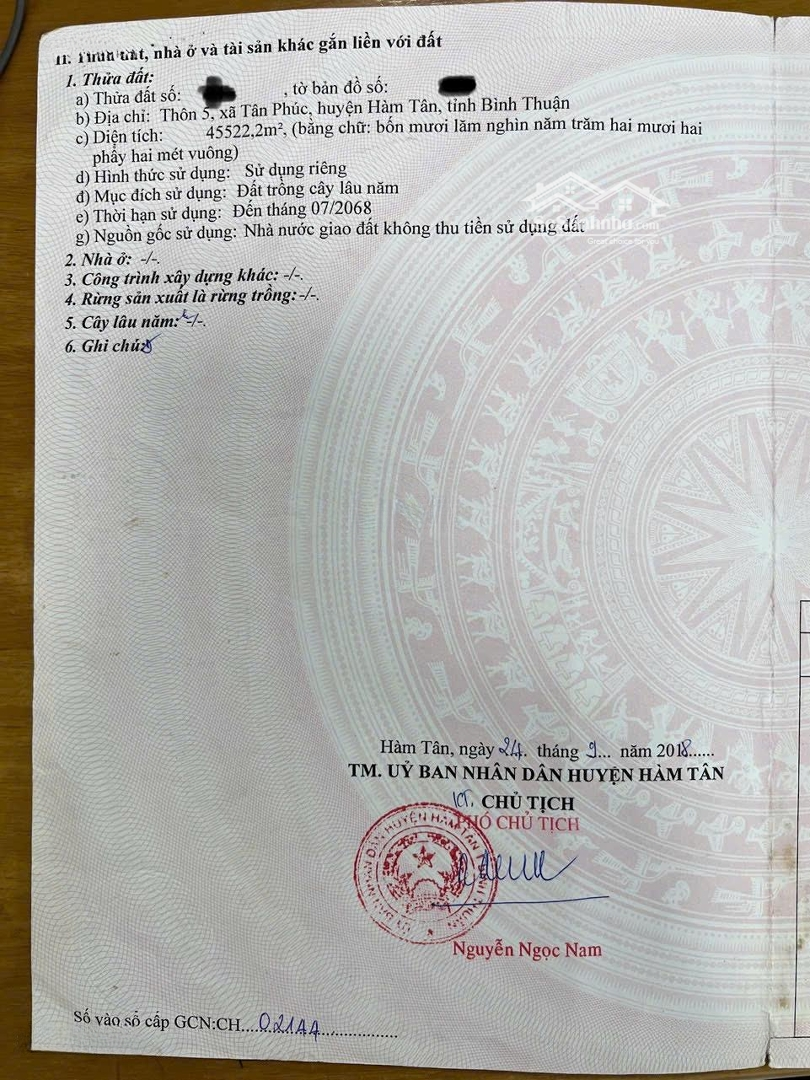 II. Thửa đất, nhà ở và tài sản khác gắn liền với đất
1. Thửa đất:
a) Thửa đất số: , tờ bản đồ số:
b) Địa chỉ: Thôn 5, xã Tân Phúc, huyện Hàm Tân, tỉnh Bình Thuận
c) Diện tích: 45522,2m², (bằng chữ: bốn mươi lăm nghìn năm trăm hai mươi hai
phẩy hai mét vuông)
d) Hình thức sử dụng: Sử dụng riêng
đ) Mục đích sử dụng: Đất trồng cây lâu năm
e) Thời hạn sử dụng: Đến tháng 07/2068
g) Nguồn gốc sử dụng: Nhà nước giao đất không thu tiền sử dụng đất
2. Nhà ở: -/-.
3. Công trình xây dựng khác: -/-.
4. Rừng sản xuất là rừng trồng: -/-.
5. Cây lâu năm: -/-.
6. Ghi chú:
Hàm Tân, ngày 24. tháng 9... năm 2018......
TM. UỶ BAN NHÂN DÂN HUYỆN HÀM TÂN
KT. CHỦ TỊCH
PHÓ CHỦ TỊCH
Nguyễn Ngọc Nam
Số vào sổ cấp GCN:CH....02144..................